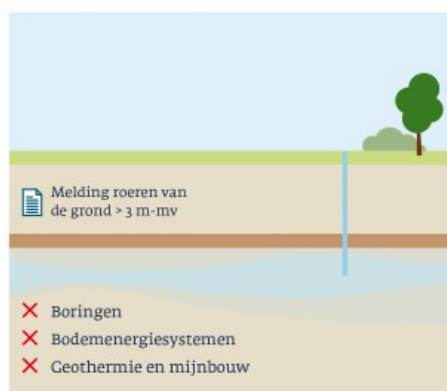 Melding roeren van
de grond > 3 m-mv
Boringen
Bodemenergiesystemen
Geothermie en mijnbouw